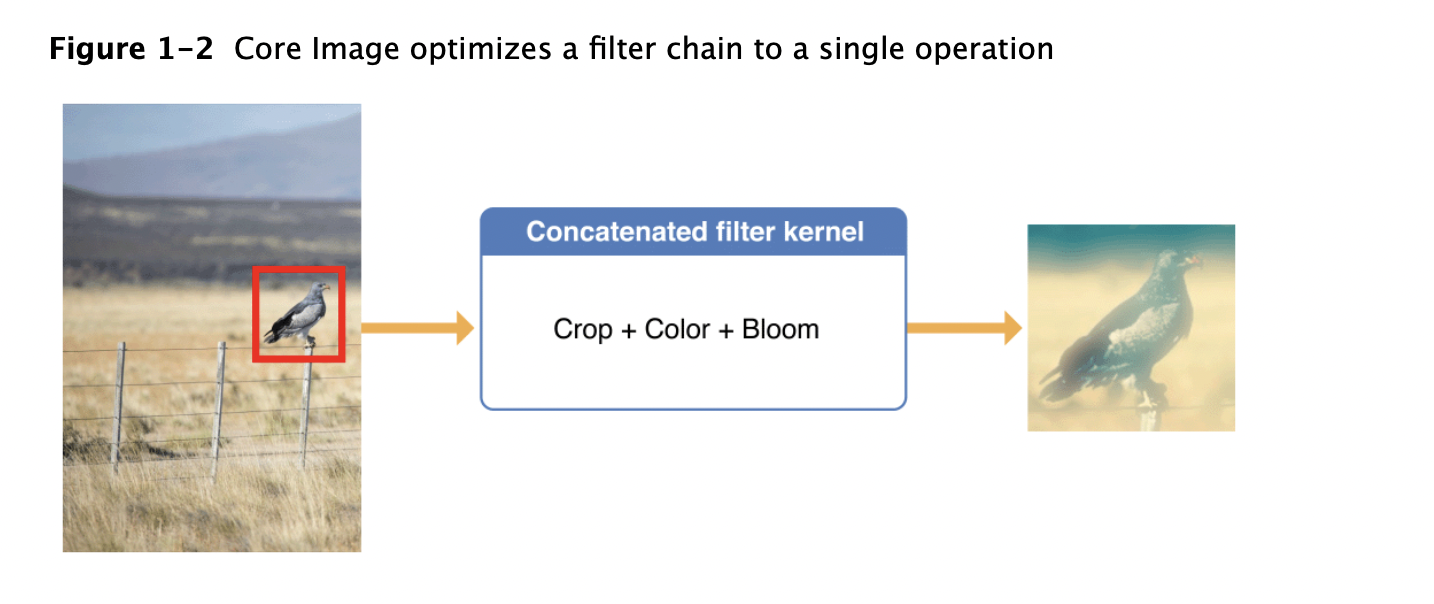 Figure 1–2 Core Image optimizes a filter chain to a single operation
Concatenated filter kernel
Crop + Color + Bloom